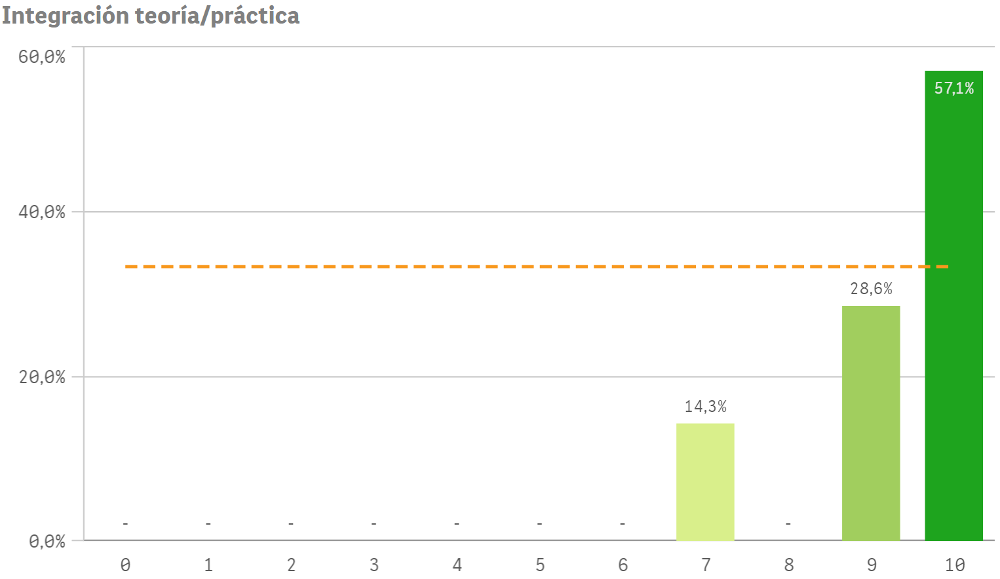 Integración teoría/práctica
60,0%
57,1%
40,0%
28,6%
20,0%
14,3%
- - - - - - - -
0,0%
0 1 2 3 4 5 6 7 8 9 10